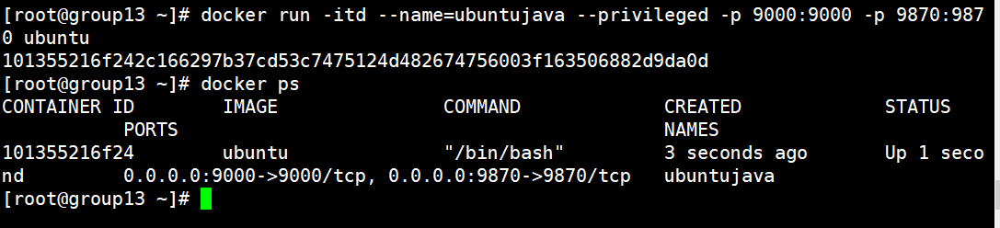 [root@group13 ~]# docker run -itd --name=ubuntujava --privileged -p 9000:9000 -p 9870:987
0 ubuntu
101355216f242c166297b37cd53c7475124d482674756003f163506882d9da0d
[root@group13 ~]# docker ps
CONTAINER ID        IMAGE               COMMAND             CREATED             STATUS
           PORTS                                            NAMES
101355216f24        ubuntu              "/bin/bash"         3 seconds ago       Up 1 seco
nd         0.0.0.0:9000->9000/tcp, 0.0.0.0:9870->9870/tcp   ubuntujava
[root@group13 ~]#